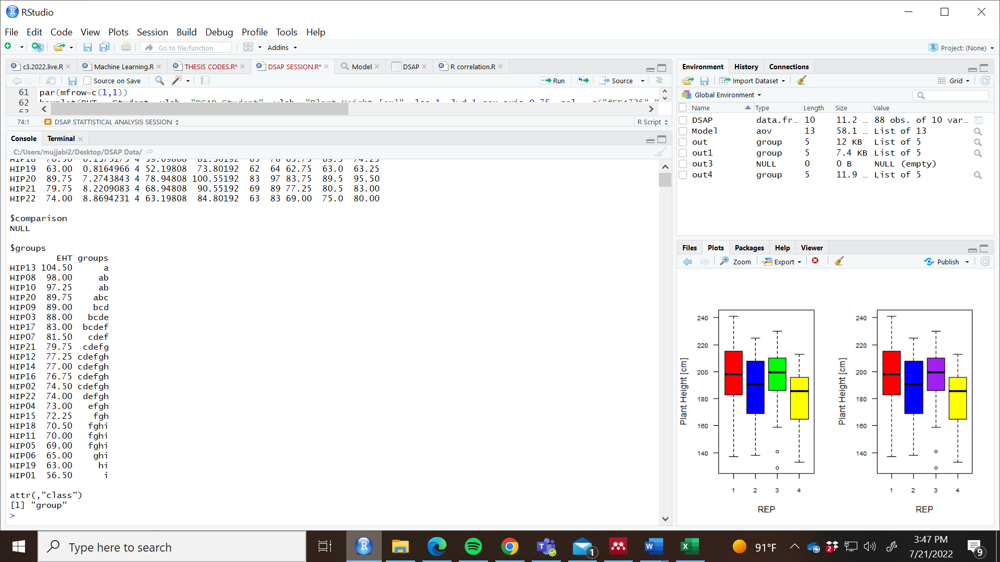 RStudio
File Edit Code View Plots Session Build Debug Profile Tools Help
Go to file/function Addins Project: (None)
c3.2022.live.R Machine Learning.R THESIS CODES.R* DSAP SESSION.R* Model DSAP R correlation.R
Source on Save Run Source
61 par(mfrow=c(1,1))
62
63
74:1 DSAP STATTISTICAL ANALYSIS SESSION R Script
Console Terminal
C:/Users/mujjabi2/Desktop/DSAP Data/
HIP19 63.00 0.8164966 4 52.19808 73.80192 62 64 62.75 63.0 63.25
HIP20 89.75 7.2743843 4 78.94808 100.55192 83 97 83.75 89.5 95.50
HIP21 79.75 8.2209083 4 68.94808 90.55192 69 89 77.25 80.5 83.00
HIP22 74.00 8.8694231 4 63.19808 84.80192 63 83 69.00 75.0 80.00
$comparison
NULL
$groups
EHT groups
HIP13 104.50 a
HIP08 98.00 ab
HIP10 97.25 ab
HIP20 89.75 abc
HIP09 89.00 bcd
HIP03 88.00 bcde
HIP17 83.00 bcdef
HIP07 81.50 cdef
HIP21 79.75 cdefg
HIP12 77.25 cdefgh
HIP14 77.00 cdefgh
HIP16 76.75 cdefgh
HIP02 74.50 cdefgh
HIP22 74.00 defgh
HIP04 73.00 efgh
HIP15 72.25 fgh
HIP18 70.50 fghi
HIP11 70.00 fghi
HIP05 69.00 fghi
HIP06 65.00 ghi
HIP19 63.00 hi
HIP01 56.50 i
attr(,"class")
[1] "group"
>
Environment History Connections
Import Dataset Grid
Global Environment
Name Type Length Size Value
DSAP data.fr… 10 11.2 … 88 obs. of 10 var…
Model aov 13 58.1 … List of 13
out group 5 12 KB List of 5
out1 group 5 7.4 KB List of 5
out3 NULL 0 0 B NULL (empty)
out4 group 5 11.9 … List of 5
Files Plots Packages Help Viewer
Zoom Export Publish
Plant Height [cm]
240
220
200
180
160
140
1 2 3 4
REP
Plant Height [cm]
240
220
200
180
160
140
1 2 3 4
REP
Type here to search
1
91°F
2
3:47 PM
7/21/2022
9